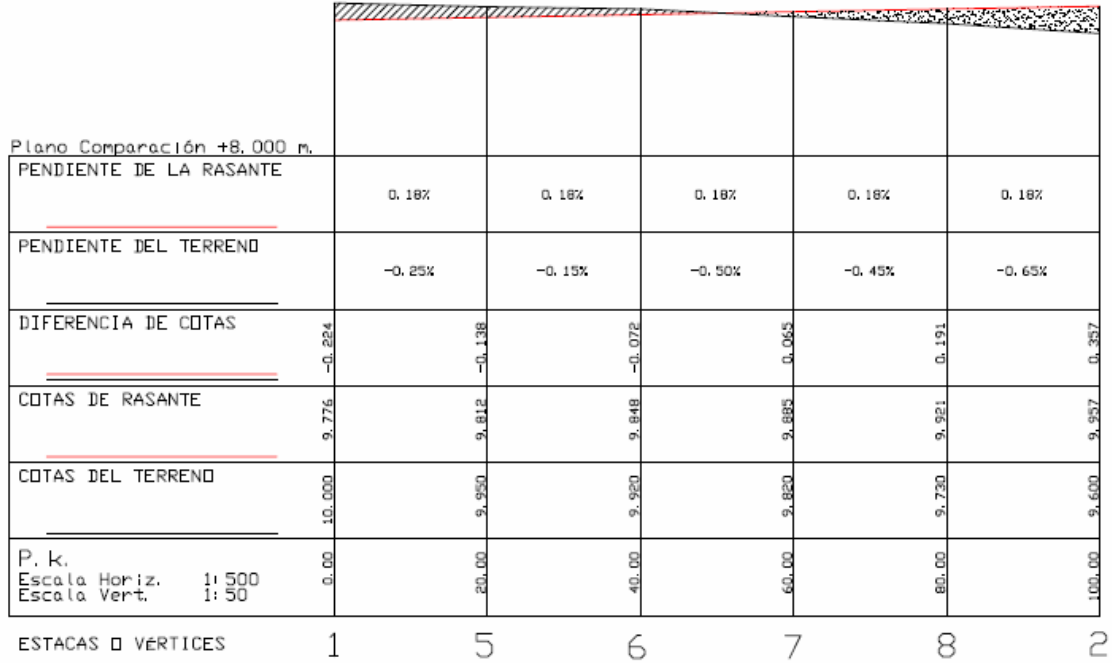 Plano Comparación +8.000 m.
PENDIENTE DE LA RASANTE
0.18% 0.18% 0.18% 0.18% 0.18%
PENDIENTE DEL TERRENO
-0.25% -0.15% -0.50% -0.45% -0.65%
DIFERENCIA DE COTAS
-0.224 -0.138 -0.072 0.065 0.191 0.357
COTAS DE RASANTE
9.776 9.812 9.848 9.885 9.921 9.957
COTAS DEL TERRENO
10.000 9.950 9.920 9.820 9.730 9.600
P. k.
Escala Horiz. 1:500
Escala Vert. 1:50
0.00 20.00 40.00 60.00 80.00 100.00
ESTACAS O VÉRTICES 1 5 6 7 8 2